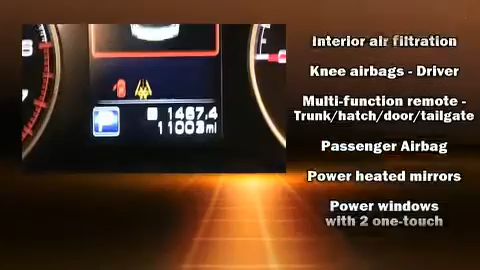 Interior air filtration
Knee airbags - Driver
Multi-function remote -
Trunk/hatch/door/tailgate
Passenger Airbag
Power heated mirrors
Power windows
with 2 one-touch
P
1467.4
11003mi